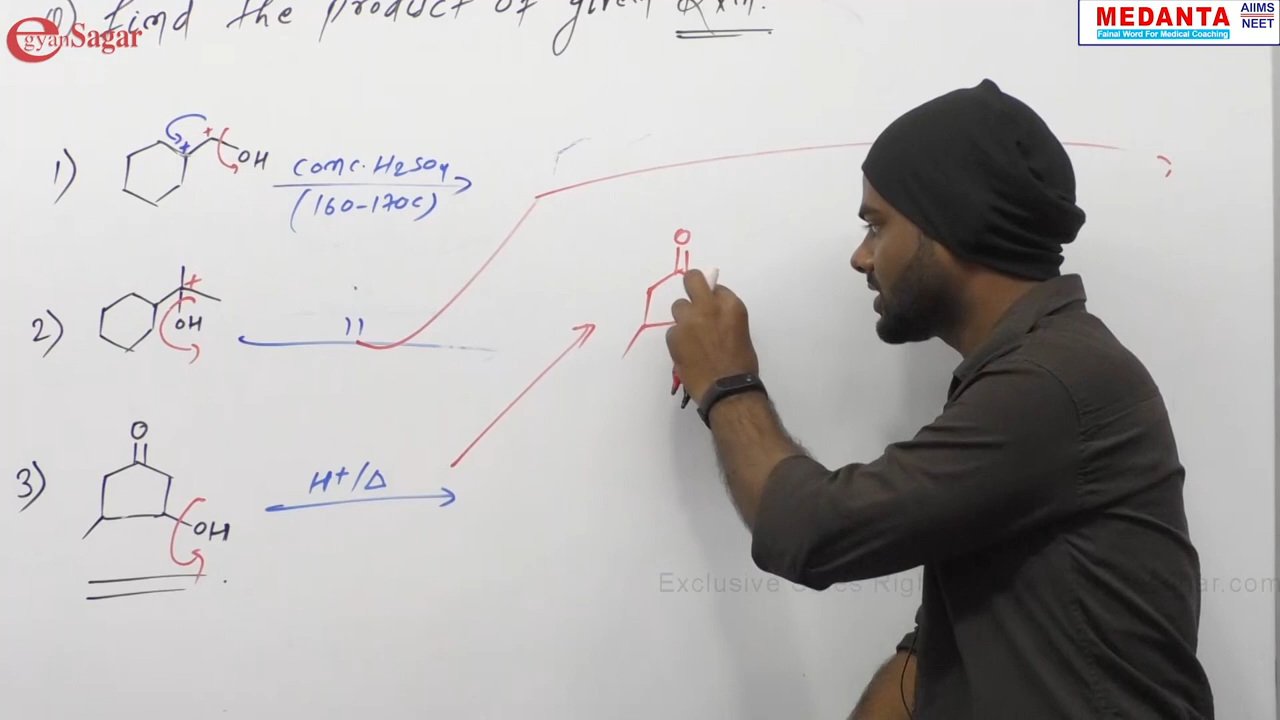 Q) Find the product of given Rxn.
egyanSagar
MEDANTA AIIMS NEET
Fainal Word For Medical Coaching
1) OH conc. H2SO4
(160-170C)
2) OH 11
O
3) O OH H+/Δ
Exclusive